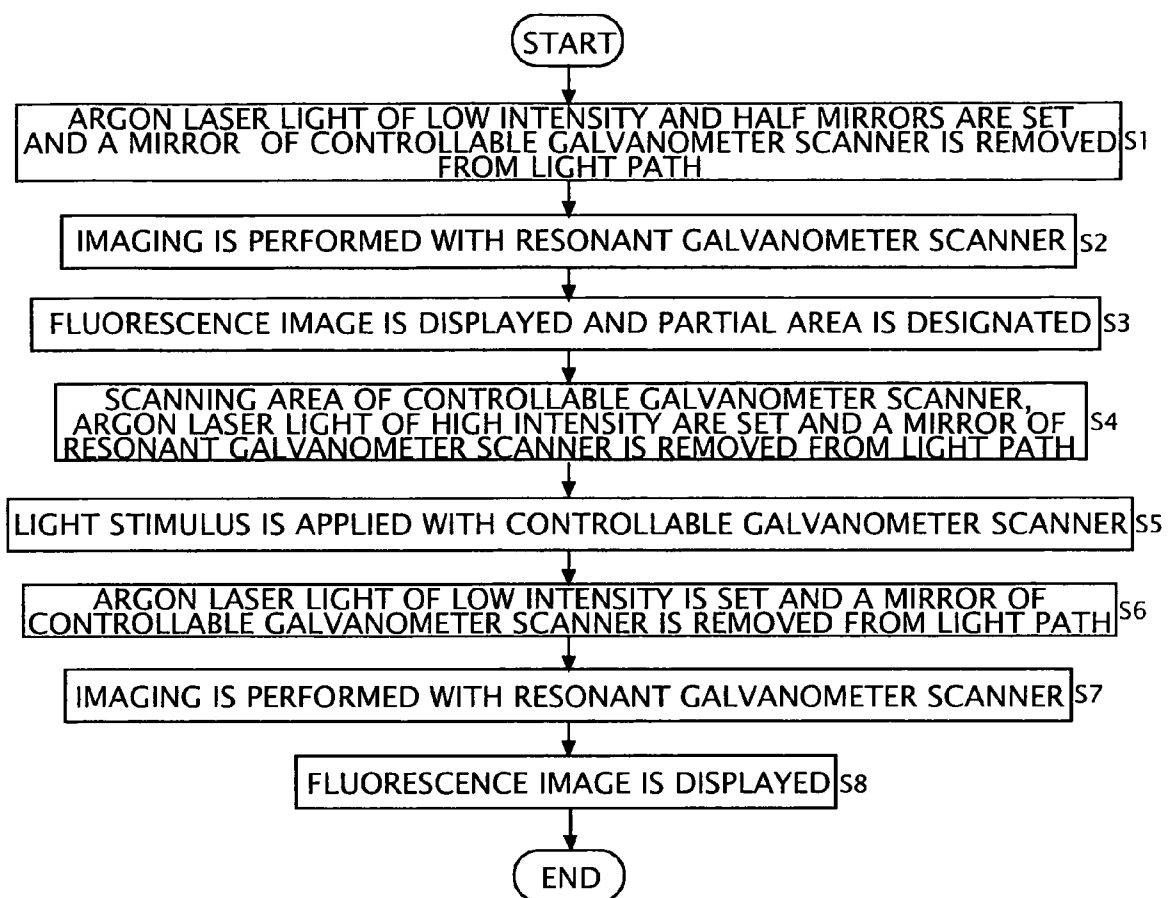 START
ARGON LASER LIGHT OF LOW INTENSITY AND HALF MIRRORS ARE SET
AND A MIRROR OF CONTROLLABLE GALVANOMETER SCANNER IS REMOVED
FROM LIGHT PATH
S1
IMAGING IS PERFORMED WITH RESONANT GALVANOMETER SCANNER
S2
FLUORESCENCE IMAGE IS DISPLAYED AND PARTIAL AREA IS DESIGNATED
S3
SCANNING AREA OF CONTROLLABLE GALVANOMETER SCANNER,
ARGON LASER LIGHT OF HIGH INTENSITY ARE SET AND A MIRROR OF
RESONANT GALVANOMETER SCANNER IS REMOVED FROM LIGHT PATH
S4
LIGHT STIMULUS IS APPLIED WITH CONTROLLABLE GALVANOMETER SCANNER
S5
ARGON LASER LIGHT OF LOW INTENSITY IS SET AND A MIRROR OF
CONTROLLABLE GALVANOMETER SCANNER IS REMOVED FROM LIGHT PATH
S6
IMAGING IS PERFORMED WITH RESONANT GALVANOMETER SCANNER
S7
FLUORESCENCE IMAGE IS DISPLAYED
S8
END